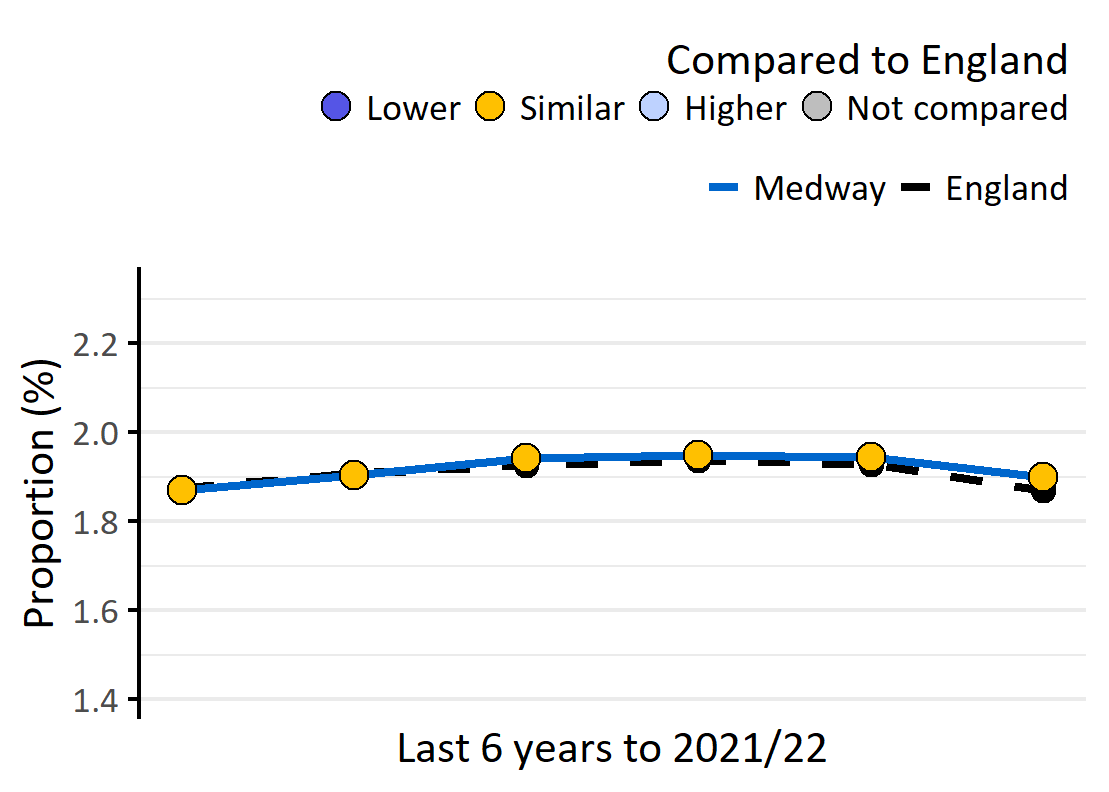 Compared to England
Lower Similar Higher Not compared
Medway England
Proportion (%)
2.2
2.0
1.8
1.6
1.4
Last 6 years to 2021/22